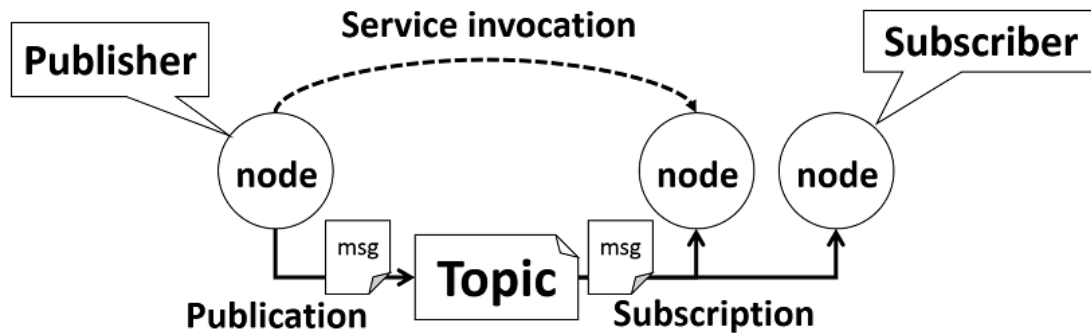 Service invocation
Publisher
Subscriber
node
node
node
msg
msg
Topic
Publication
Subscription